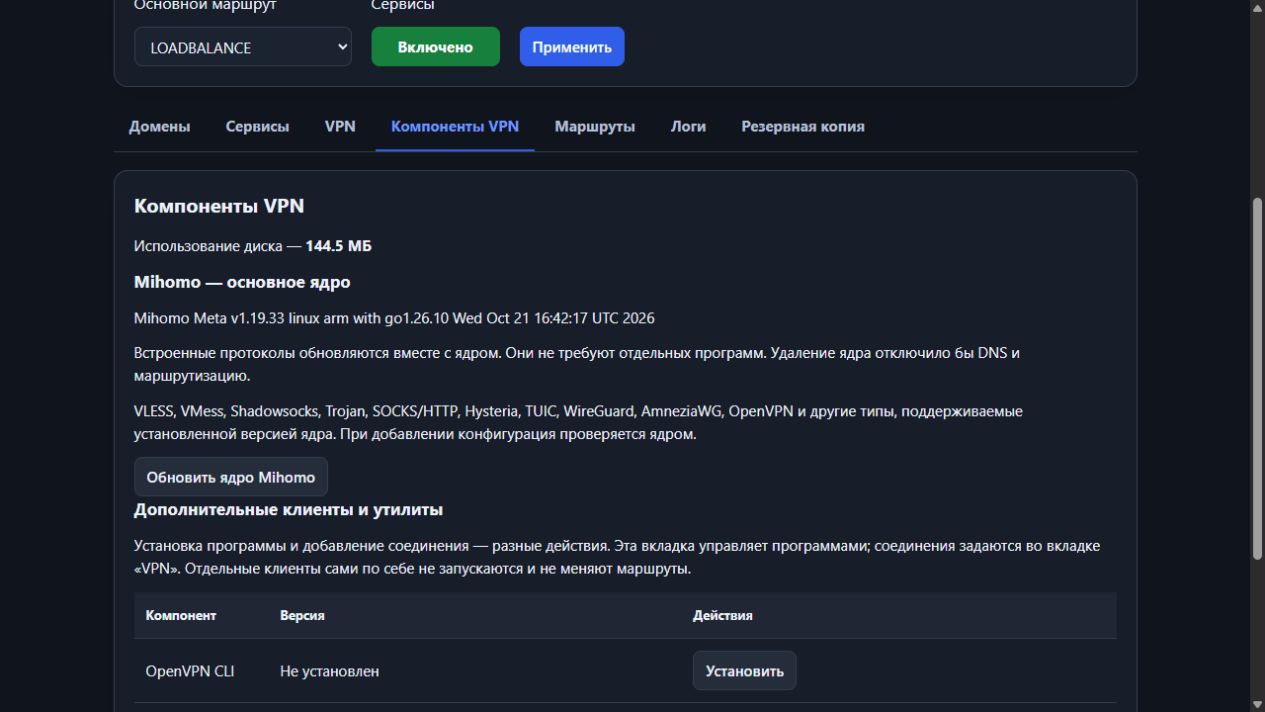 Основной маршрут
Сервисы
LOADBALANCE
Включено
Применить
Домены
Сервисы
VPN
Компоненты VPN
Маршруты
Логи
Резервная копия
Компоненты VPN
Использование диска — 144.5 МБ
Mihomo — основное ядро
Mihomo Meta v1.19.33 linux arm with go1.26.10 Wed Oct 21 16:42:17 UTC 2026
Встроенные протоколы обновляются вместе с ядром. Они не требуют отдельных программ. Удаление ядра отключило бы DNS и
маршрутизацию.
VLESS, VMess, Shadowsocks, Trojan, SOCKS/HTTP, Hysteria, TUIC, WireGuard, AmneziaWG, OpenVPN и другие типы, поддерживаемые
установленной версией ядра. При добавлении конфигурация проверяется ядром.
Обновить ядро Mihomo
Дополнительные клиенты и утилиты
Установка программы и добавление соединения — разные действия. Эта вкладка управляет программами; соединения задаются во вкладке
«VPN». Отдельные клиенты сами по себе не запускаются и не меняют маршруты.
Компонент
Версия
Действия
OpenVPN CLI
Не установлен
Установить